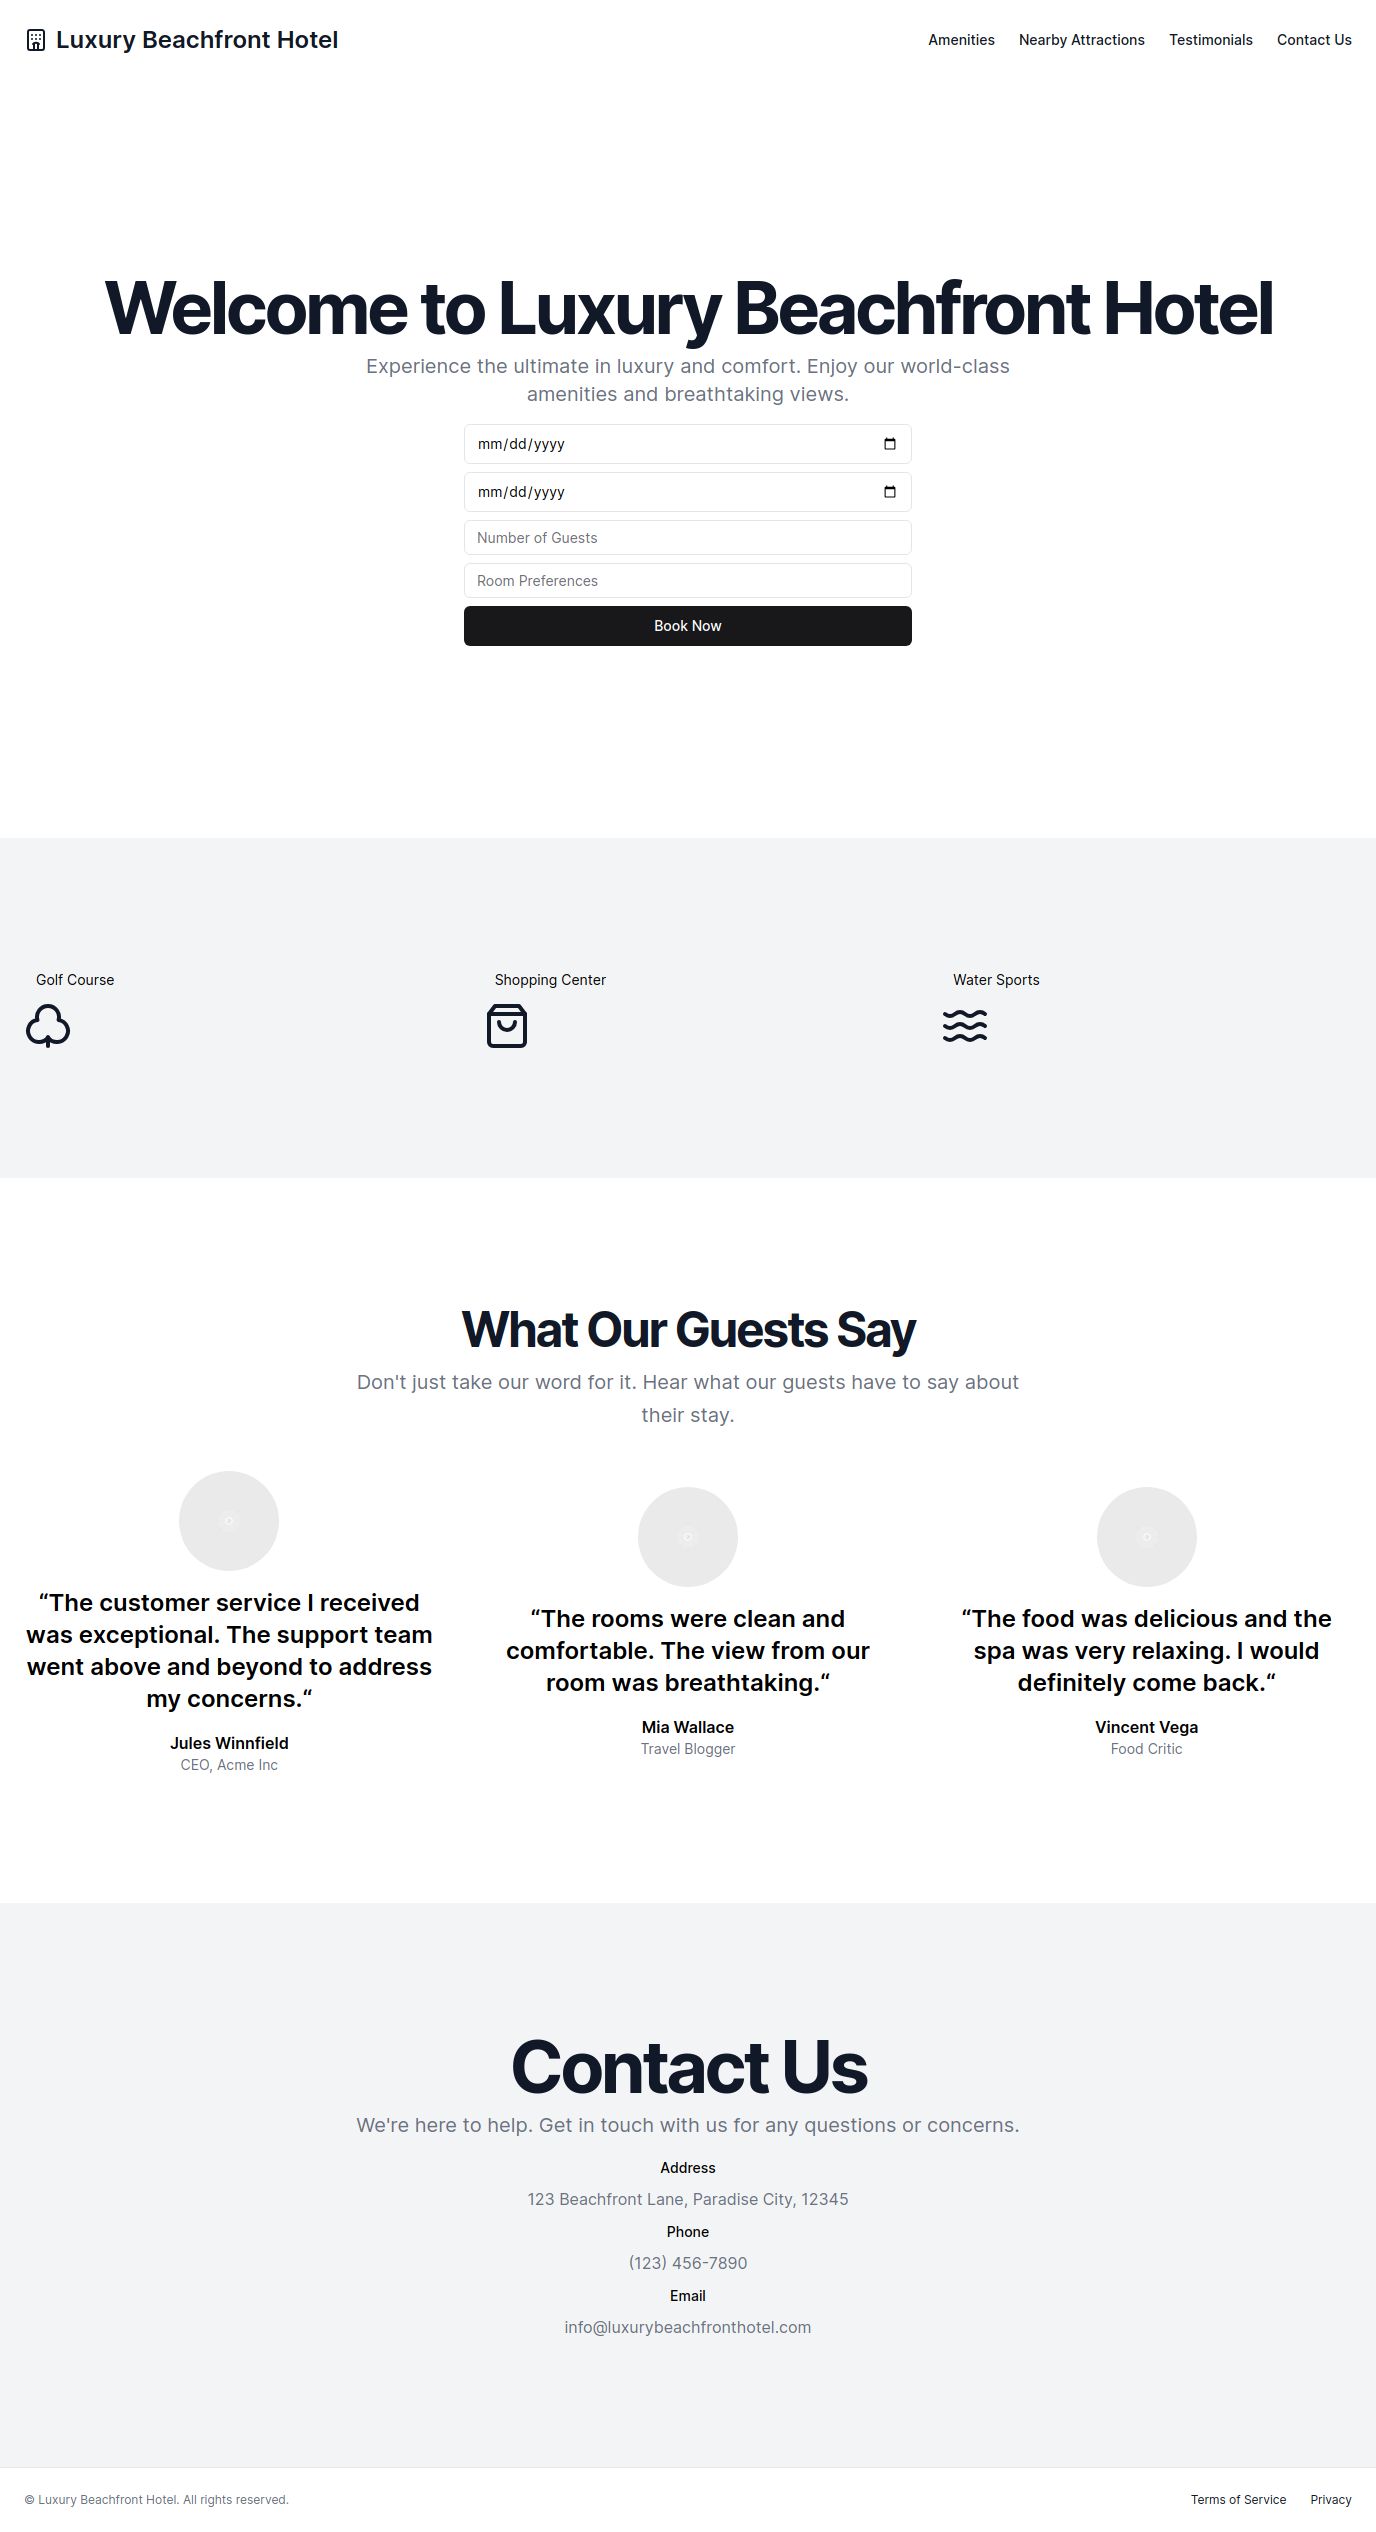 Luxury Beachfront Hotel
Amenities Nearby Attractions Testimonials Contact Us
Welcome to Luxury Beachfront Hotel
Experience the ultimate in luxury and comfort. Enjoy our world-class
amenities and breathtaking views.
mm/dd/yyyy
mm/dd/yyyy
Number of Guests
Room Preferences
Book Now
Golf Course
Shopping Center
Water Sports
What Our Guests Say
Don't just take our word for it. Hear what our guests have to say about
their stay.
“The customer service I received
was exceptional. The support team
went above and beyond to address
my concerns.“
Jules Winnfield
CEO, Acme Inc
“The rooms were clean and
comfortable. The view from our
room was breathtaking.“
Mia Wallace
Travel Blogger
“The food was delicious and the
spa was very relaxing. I would
definitely come back.“
Vincent Vega
Food Critic
Contact Us
We're here to help. Get in touch with us for any questions or concerns.
Address
123 Beachfront Lane, Paradise City, 12345
Phone
(123) 456-7890
Email
info@luxurybeachfronthotel.com
© Luxury Beachfront Hotel. All rights reserved.
Terms of Service Privacy